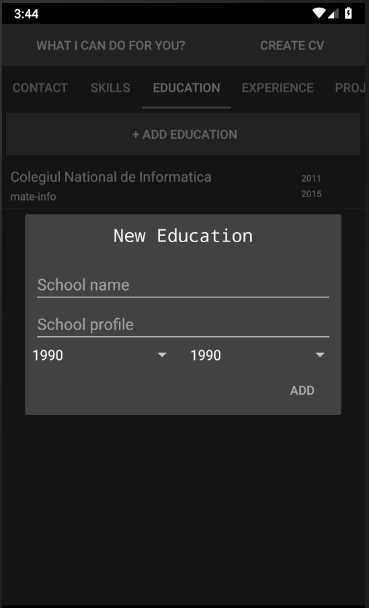 3:44
WHAT I CAN DO FOR YOU? CREATE CV
CONTACT SKILLS EDUCATION EXPERIENCE PROJ
+ ADD EDUCATION
Colegiul National de Informatica 2011
mate-info 2015
New Education
School name
School profile
1990 1990
ADD